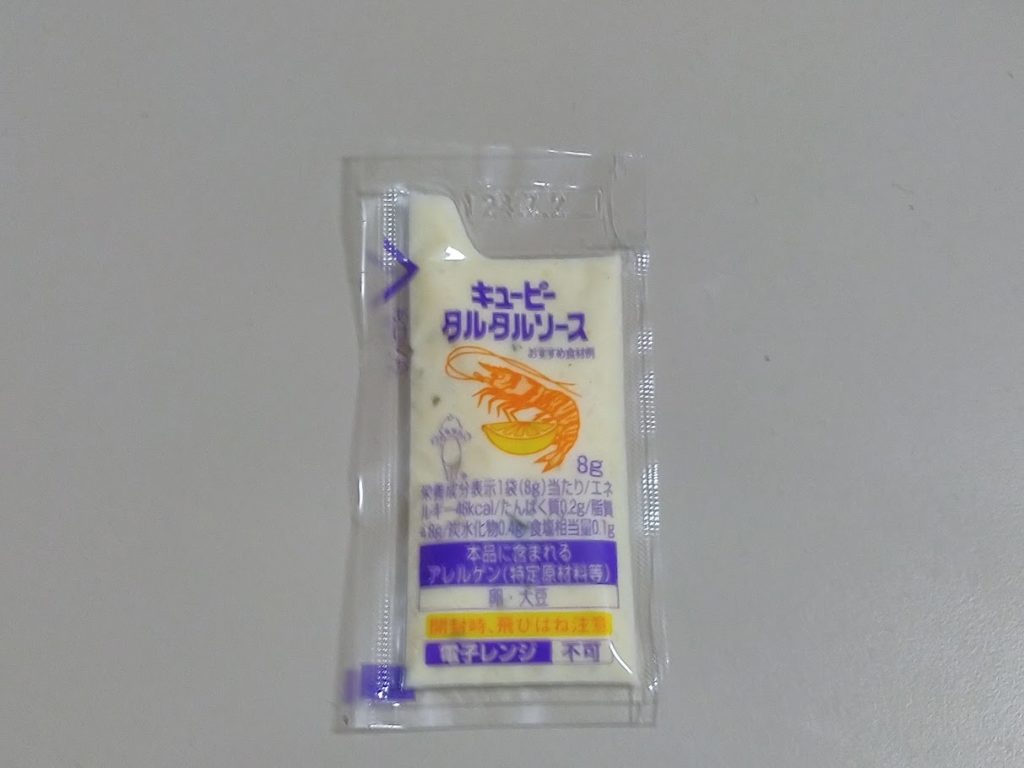 キユーピー
タルタルソース
おすすめ食材例
8g
栄養成分表示1袋(8g)当たり/エネ
ルギー48kcal/たんぱく質0.2g/脂質
4.8g/炭水化物0.4g/食塩相当量0.1g
本品に含まれる
アレルゲン(特定原材料等)
卵・大豆
開封時、飛びはね注意
電子レンジ 不可